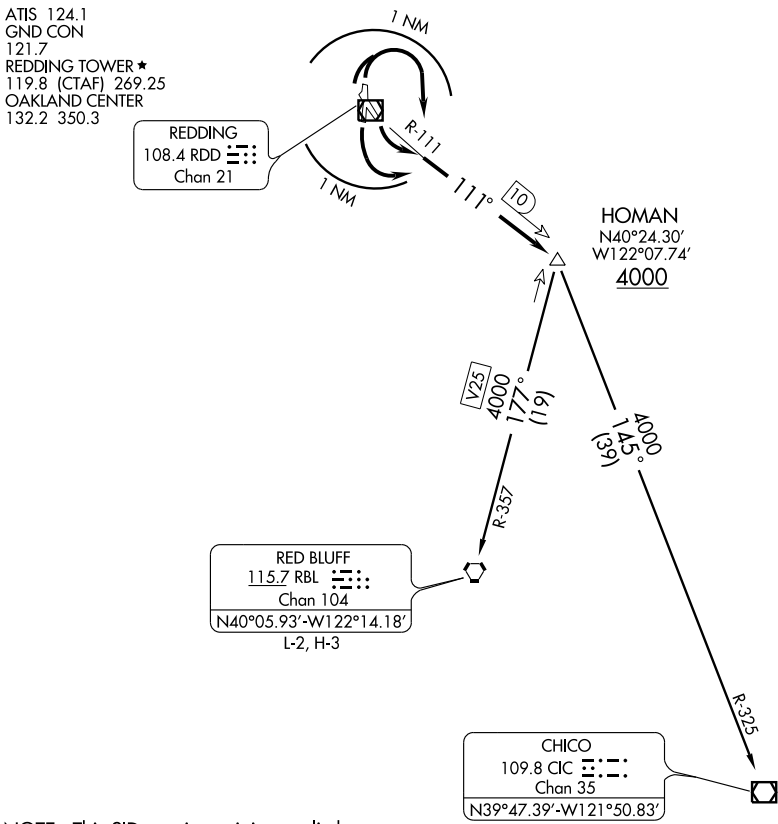 ATIS 124.1
GND CON
121.7
REDDING TOWER★
119.8 (CTAF) 269.25
OAKLAND CENTER
132.2 350.3
1 NM
REDDING
108.4 RDD
Chan 21
R-111
1 NM
111°
10
HOMAN
N40°24.30'
W122°07.74'
4000
V25
4000
177°
(19)
4000
145°
(39)
R-357
RED BLUFF
115.7 RBL
Chan 104
N40°05.93'-W122°14.18'
L-2, H-3
R-325
CHICO
109.8 CIC
Chan 35
N39°47.39'-W121°50.83'